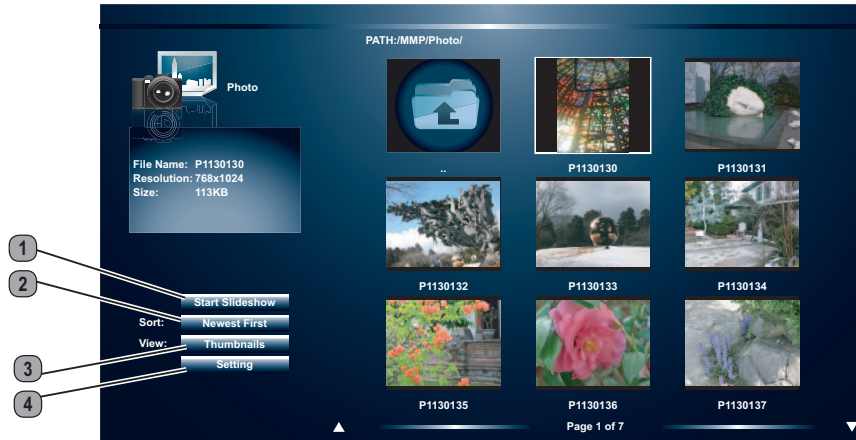 PATH:/MMP/Photo/
Photo
File Name: P1130130
Resolution: 768x1024
Size: 113KB
..
P1130130
P1130131
P1130132
P1130133
P1130134
1
Start Slideshow
2
Sort: Newest First
View: Thumbnails
3
Setting
4
P1130135
P1130136
P1130137
Page 1 of 7